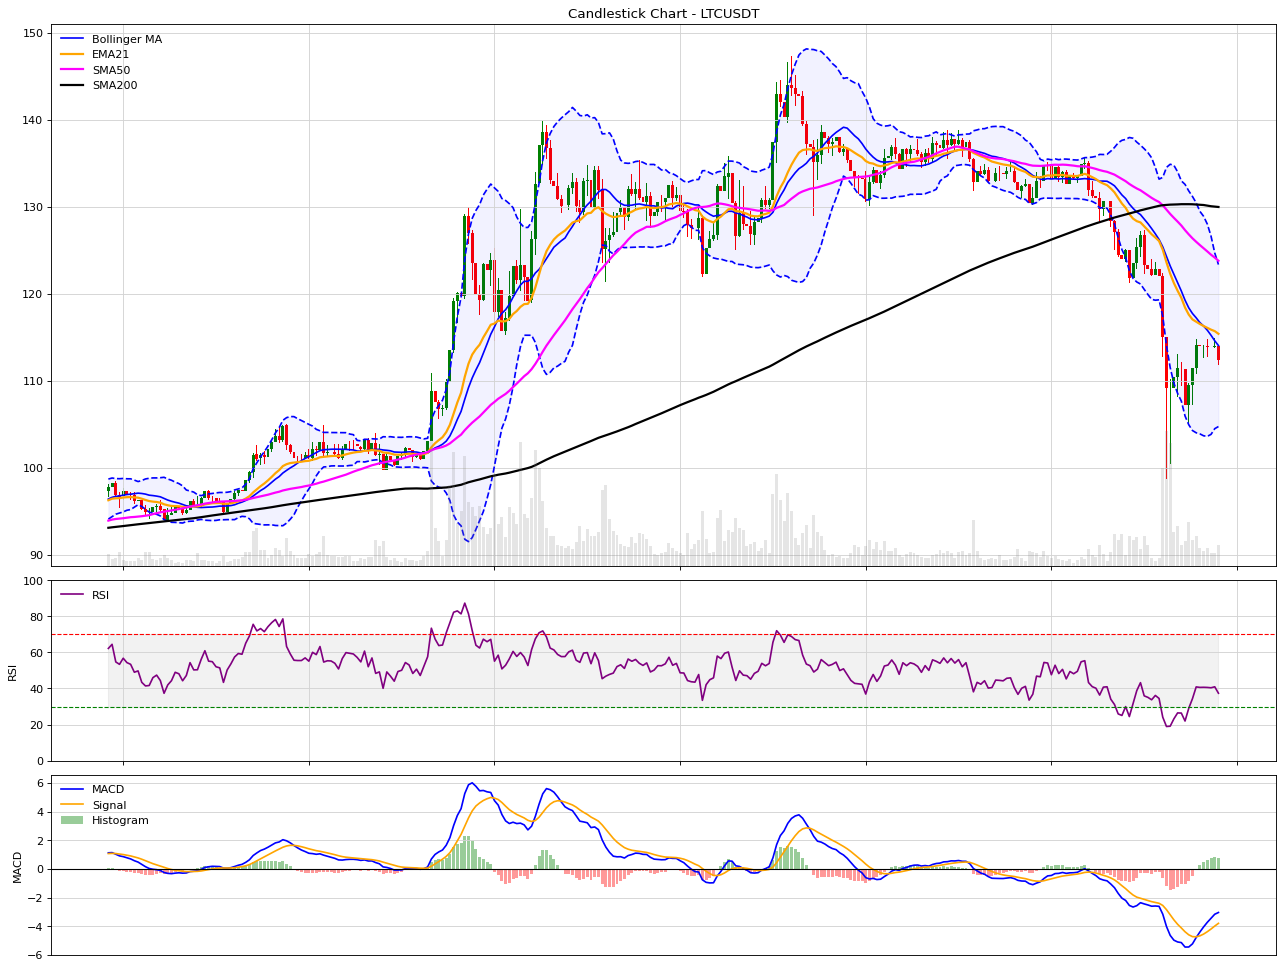 Candlestick Chart - LTCUSDT
150
140
130
120
110
100
90
Bollinger MA
EMA21
SMA50
SMA200
100
80
60
40
20
0
RSI
RSI
6
4
2
0
−2
−4
−6
MACD
MACD
Signal
Histogram